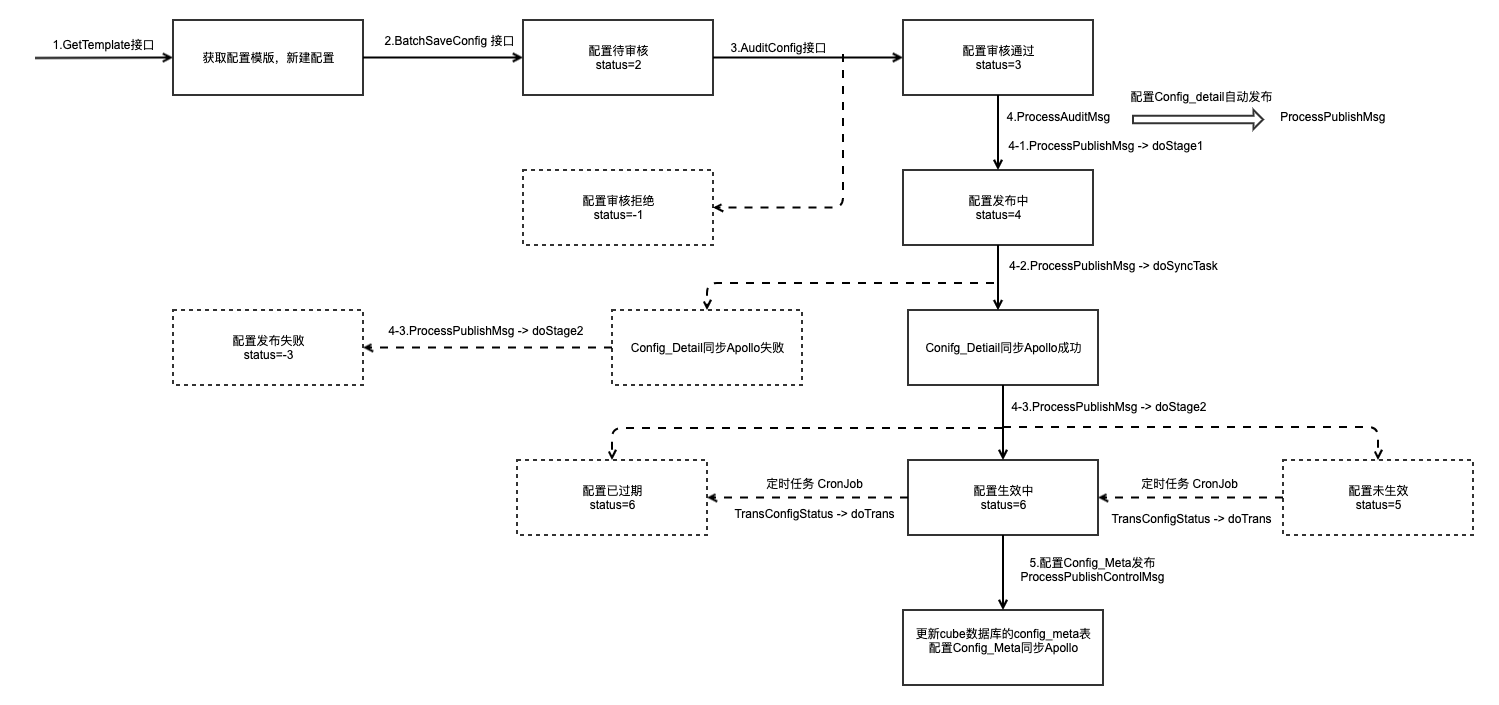 1.GetTemplate接口
获取配置模版，新建配置
2.BatchSaveConfig 接口
配置待审核
status=2
3.AuditConfig接口
配置审核通过
status=3
配置Config_detail自动发布
4.ProcessAuditMsg
ProcessPublishMsg
4-1.ProcessPublishMsg -> doStage1
配置审核拒绝
status=-1
配置发布中
status=4
4-2.ProcessPublishMsg -> doSyncTask
配置发布失败
status=-3
4-3.ProcessPublishMsg -> doStage2
Config_Detail同步Apollo失败
Conifg_Detiail同步Apollo成功
4-3.ProcessPublishMsg -> doStage2
配置已过期
status=6
定时任务 CronJob
TransConfigStatus -> doTrans
配置生效中
status=6
定时任务 CronJob
TransConfigStatus -> doTrans
配置未生效
status=5
5.配置Config_Meta发布
ProcessPublishControlMsg
更新cube数据库的config_meta表
配置Config_Meta同步Apollo